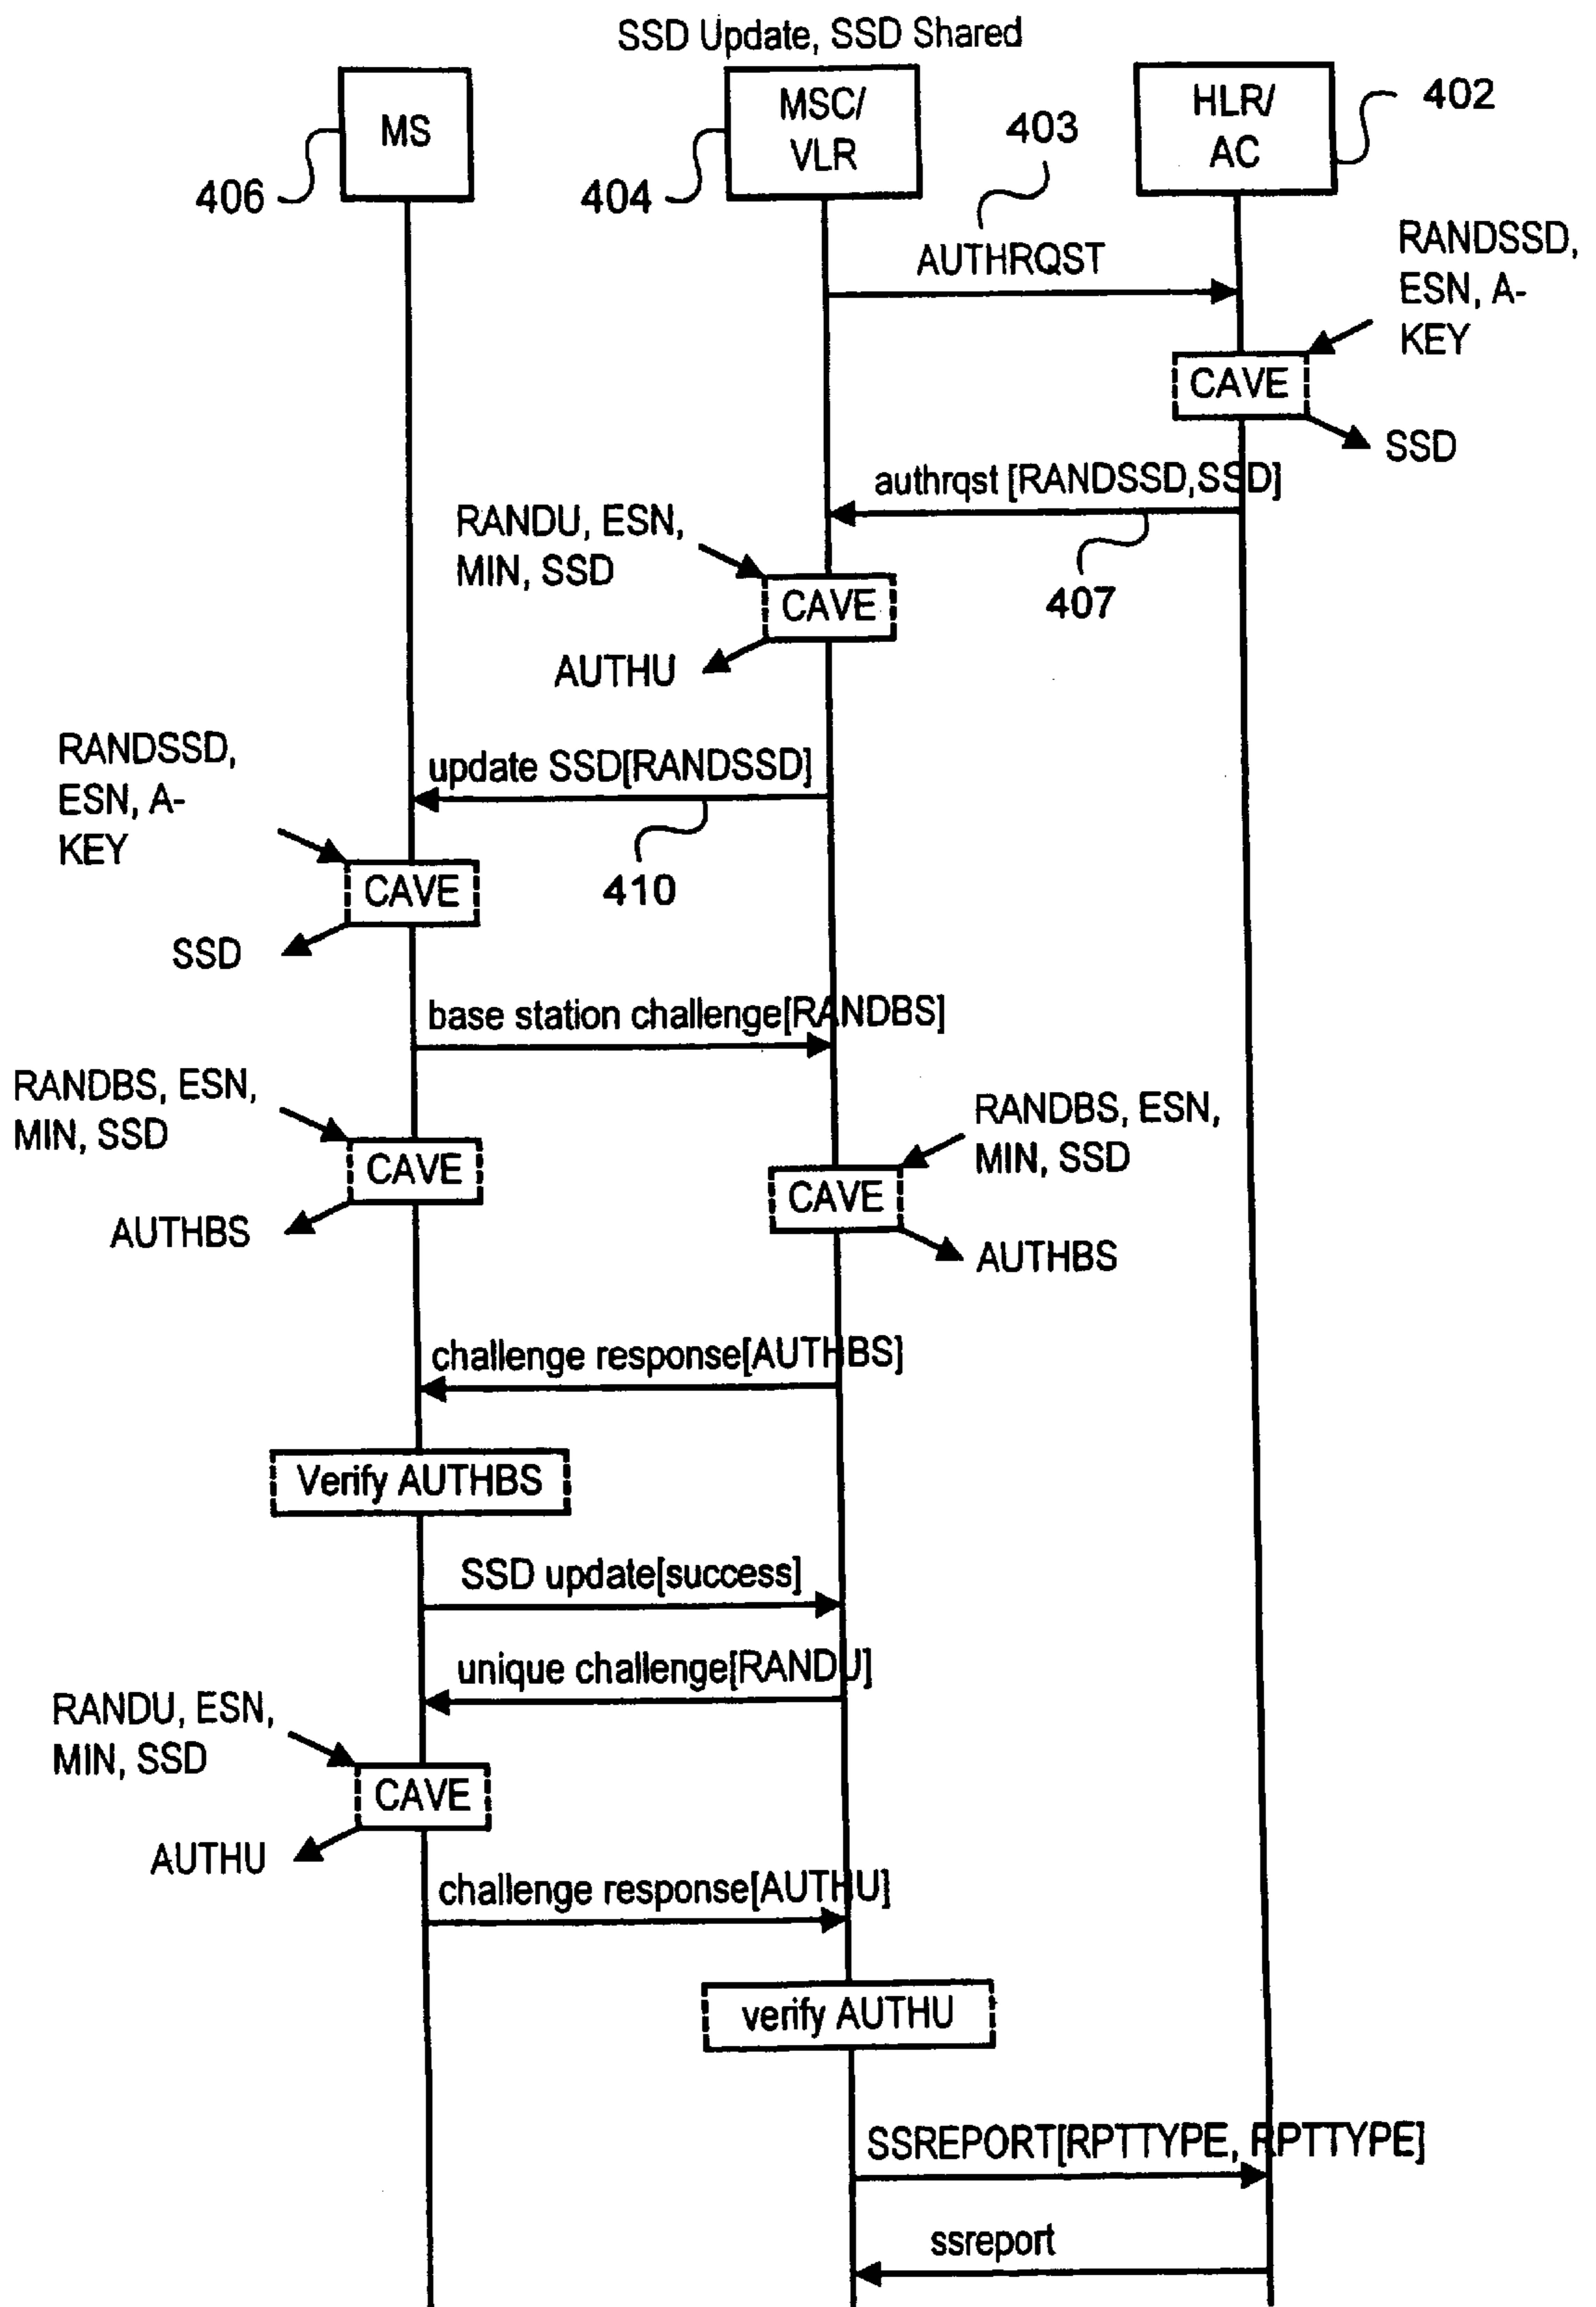 SSD Update, SSD Shared
MS
MSC/
VLR
HLR/
AC
402
403
406
404
AUTHRQST
RANDSSD,
ESN, A-
KEY
CAVE
SSD
authrqst [RANDSSD,SSD]
RANDU, ESN,
MIN, SSD
CAVE
407
AUTHU
RANDSSD,
ESN, A-
KEY
update SSD[RANDSSD]
CAVE
410
SSD
base station challenge[RANDBS]
RANDBS, ESN,
MIN, SSD
CAVE
RANDBS, ESN,
MIN, SSD
CAVE
AUTHBS
AUTHBS
challenge response[AUTHBS]
Verify AUTHBS
SSD update[success]
unique challenge[RANDU]
RANDU, ESN,
MIN, SSD
CAVE
AUTHU
challenge response[AUTHU]
verify AUTHU
SSREPORT[RPTTYPE, RPTTYPE]
ssreport